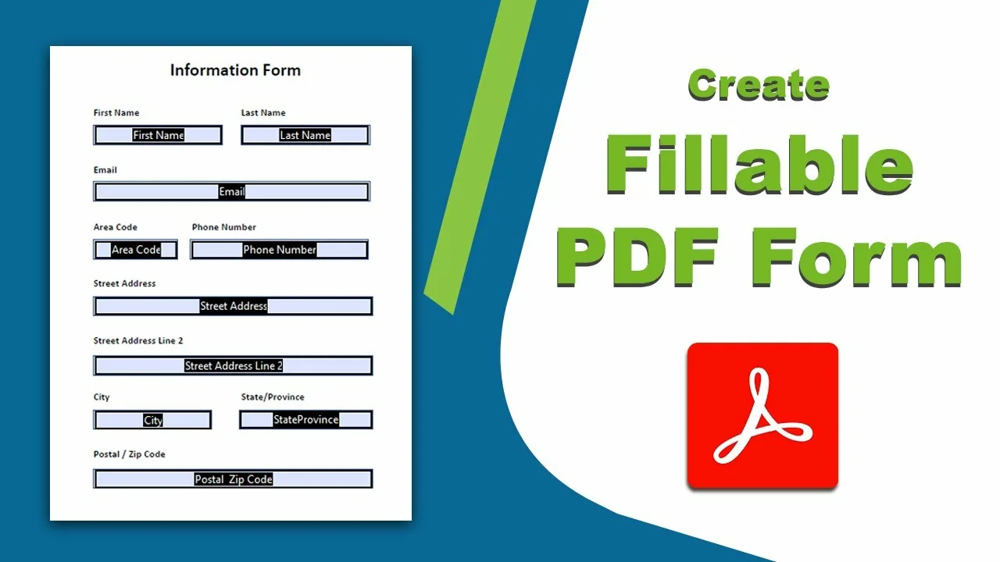 Information Form
First Name Last Name
First Name Last Name
Email
Email
Area Code Phone Number
Area Code Phone Number
Street Address
Street Address
Street Address Line 2
Street Address Line 2
City State/Province
City StateProvince
Postal / Zip Code
Postal Zip Code
Create
Fillable
PDF Form